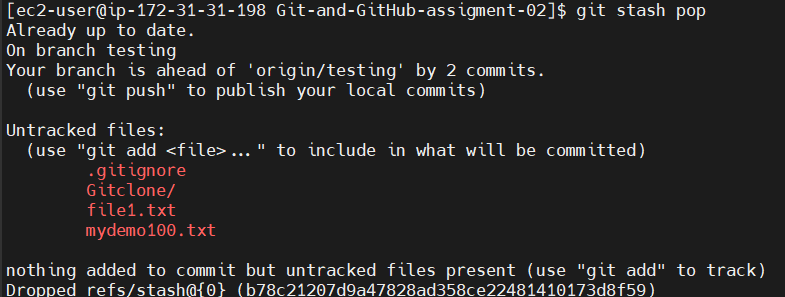 [ec2-user@ip-172-31-31-198 Git-and-GitHub-assigment-02]$ git stash pop
Already up to date.
On branch testing
Your branch is ahead of 'origin/testing' by 2 commits.
  (use "git push" to publish your local commits)

Untracked files:
  (use "git add <file>..." to include in what will be committed)
        .gitignore
        Gitclone/
        file1.txt
        mydemo100.txt

nothing added to commit but untracked files present (use "git add" to track)
Dropped refs/stash@{0} (b78c21207d9a47828ad358ce22481410173d8f59)